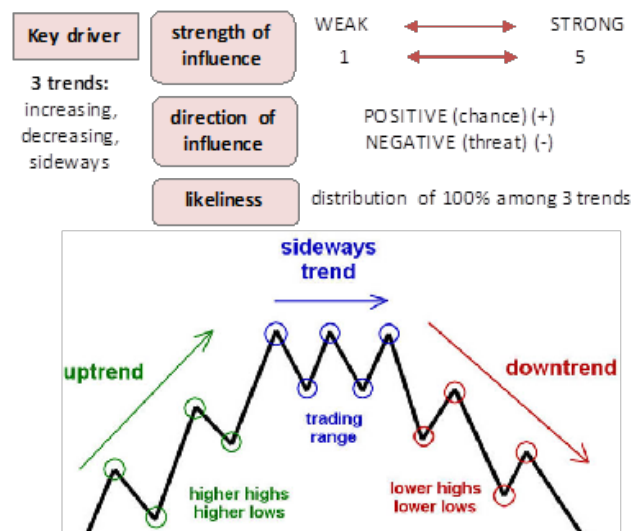 Key driver
3 trends:
increasing,
decreasing,
sideways
strength of
influence
WEAK STRONG
1 5
direction of
influence
POSITIVE (chance) (+)
NEGATIVE (threat) (-)
likeliness
distribution of 100% among 3 trends
sideways
trend
uptrend
downtrend
trading
range
higher highs
higher lows
lower highs
lower lows